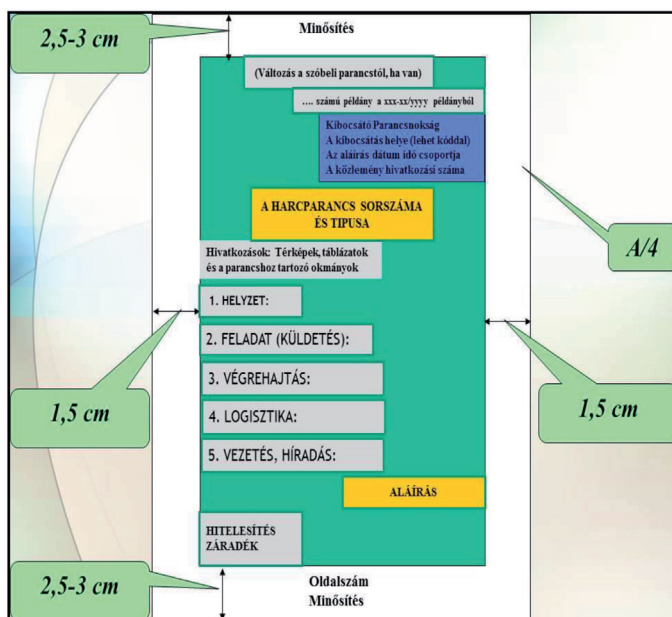 2,5-3 cm
Minősítés
(Változás a szóbeli parancstól, ha van)
.... számú példány a xxx-xx/yyyy példányból
Kibocsátó Parancsnokság
A kibocsátás helye (lehet kóddal)
Az aláírás dátum idő csoportja
A közlemény hivatkozási száma
A HARCPARANCS SORSZÁMA
ÉS TIPUSA
A/4
Hivatkozások: Térképek, táblázatok
és a parancshoz tartozó okmányok
1. HELYZET:
2. FELADAT (KÜLDETÉS):
3. VÉGREHAJTÁS:
1,5 cm
1,5 cm
4. LOGISZTIKA:
5. VEZETÉS, HÍRADÁS:
ALÁÍRÁS
HITELESÍTÉS
ZÁRADÉK
2,5-3 cm
Oldalszám
Minősítés